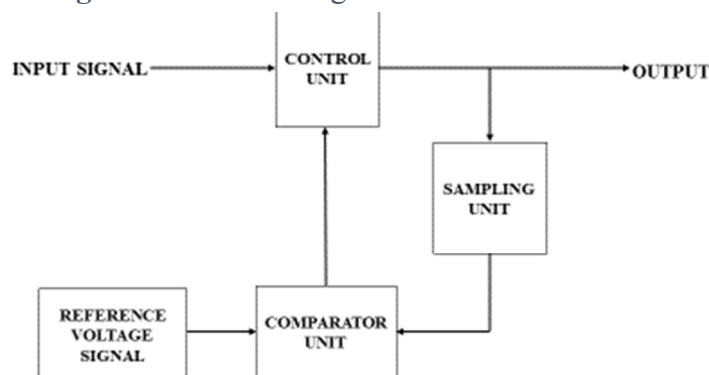 CONTROL
UNIT
INPUT SIGNAL
OUTPUT
SAMPLING
UNIT
REFERENCE
VOLTAGE
SIGNAL
COMPARATOR
UNIT